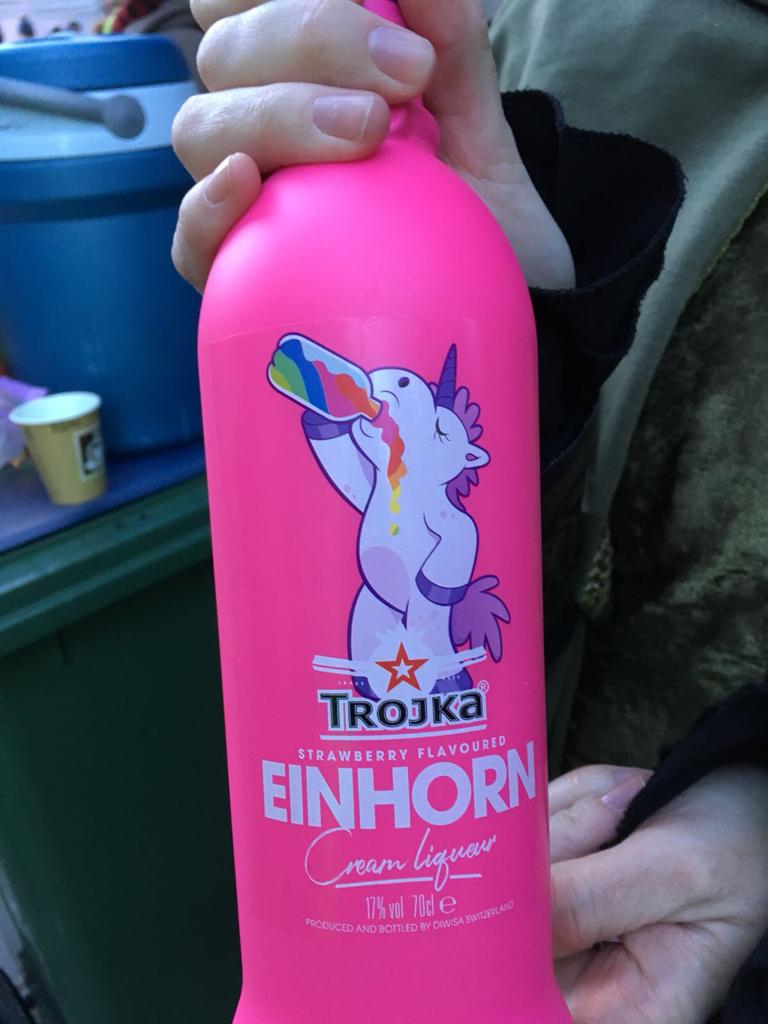 TROJKA®
STRAWBERRY FLAVOURED
EINHORN
Cream liqueur
17% vol 70cl ℮
PRODUCED AND BOTTLED BY DIWISA SWITZERLAND